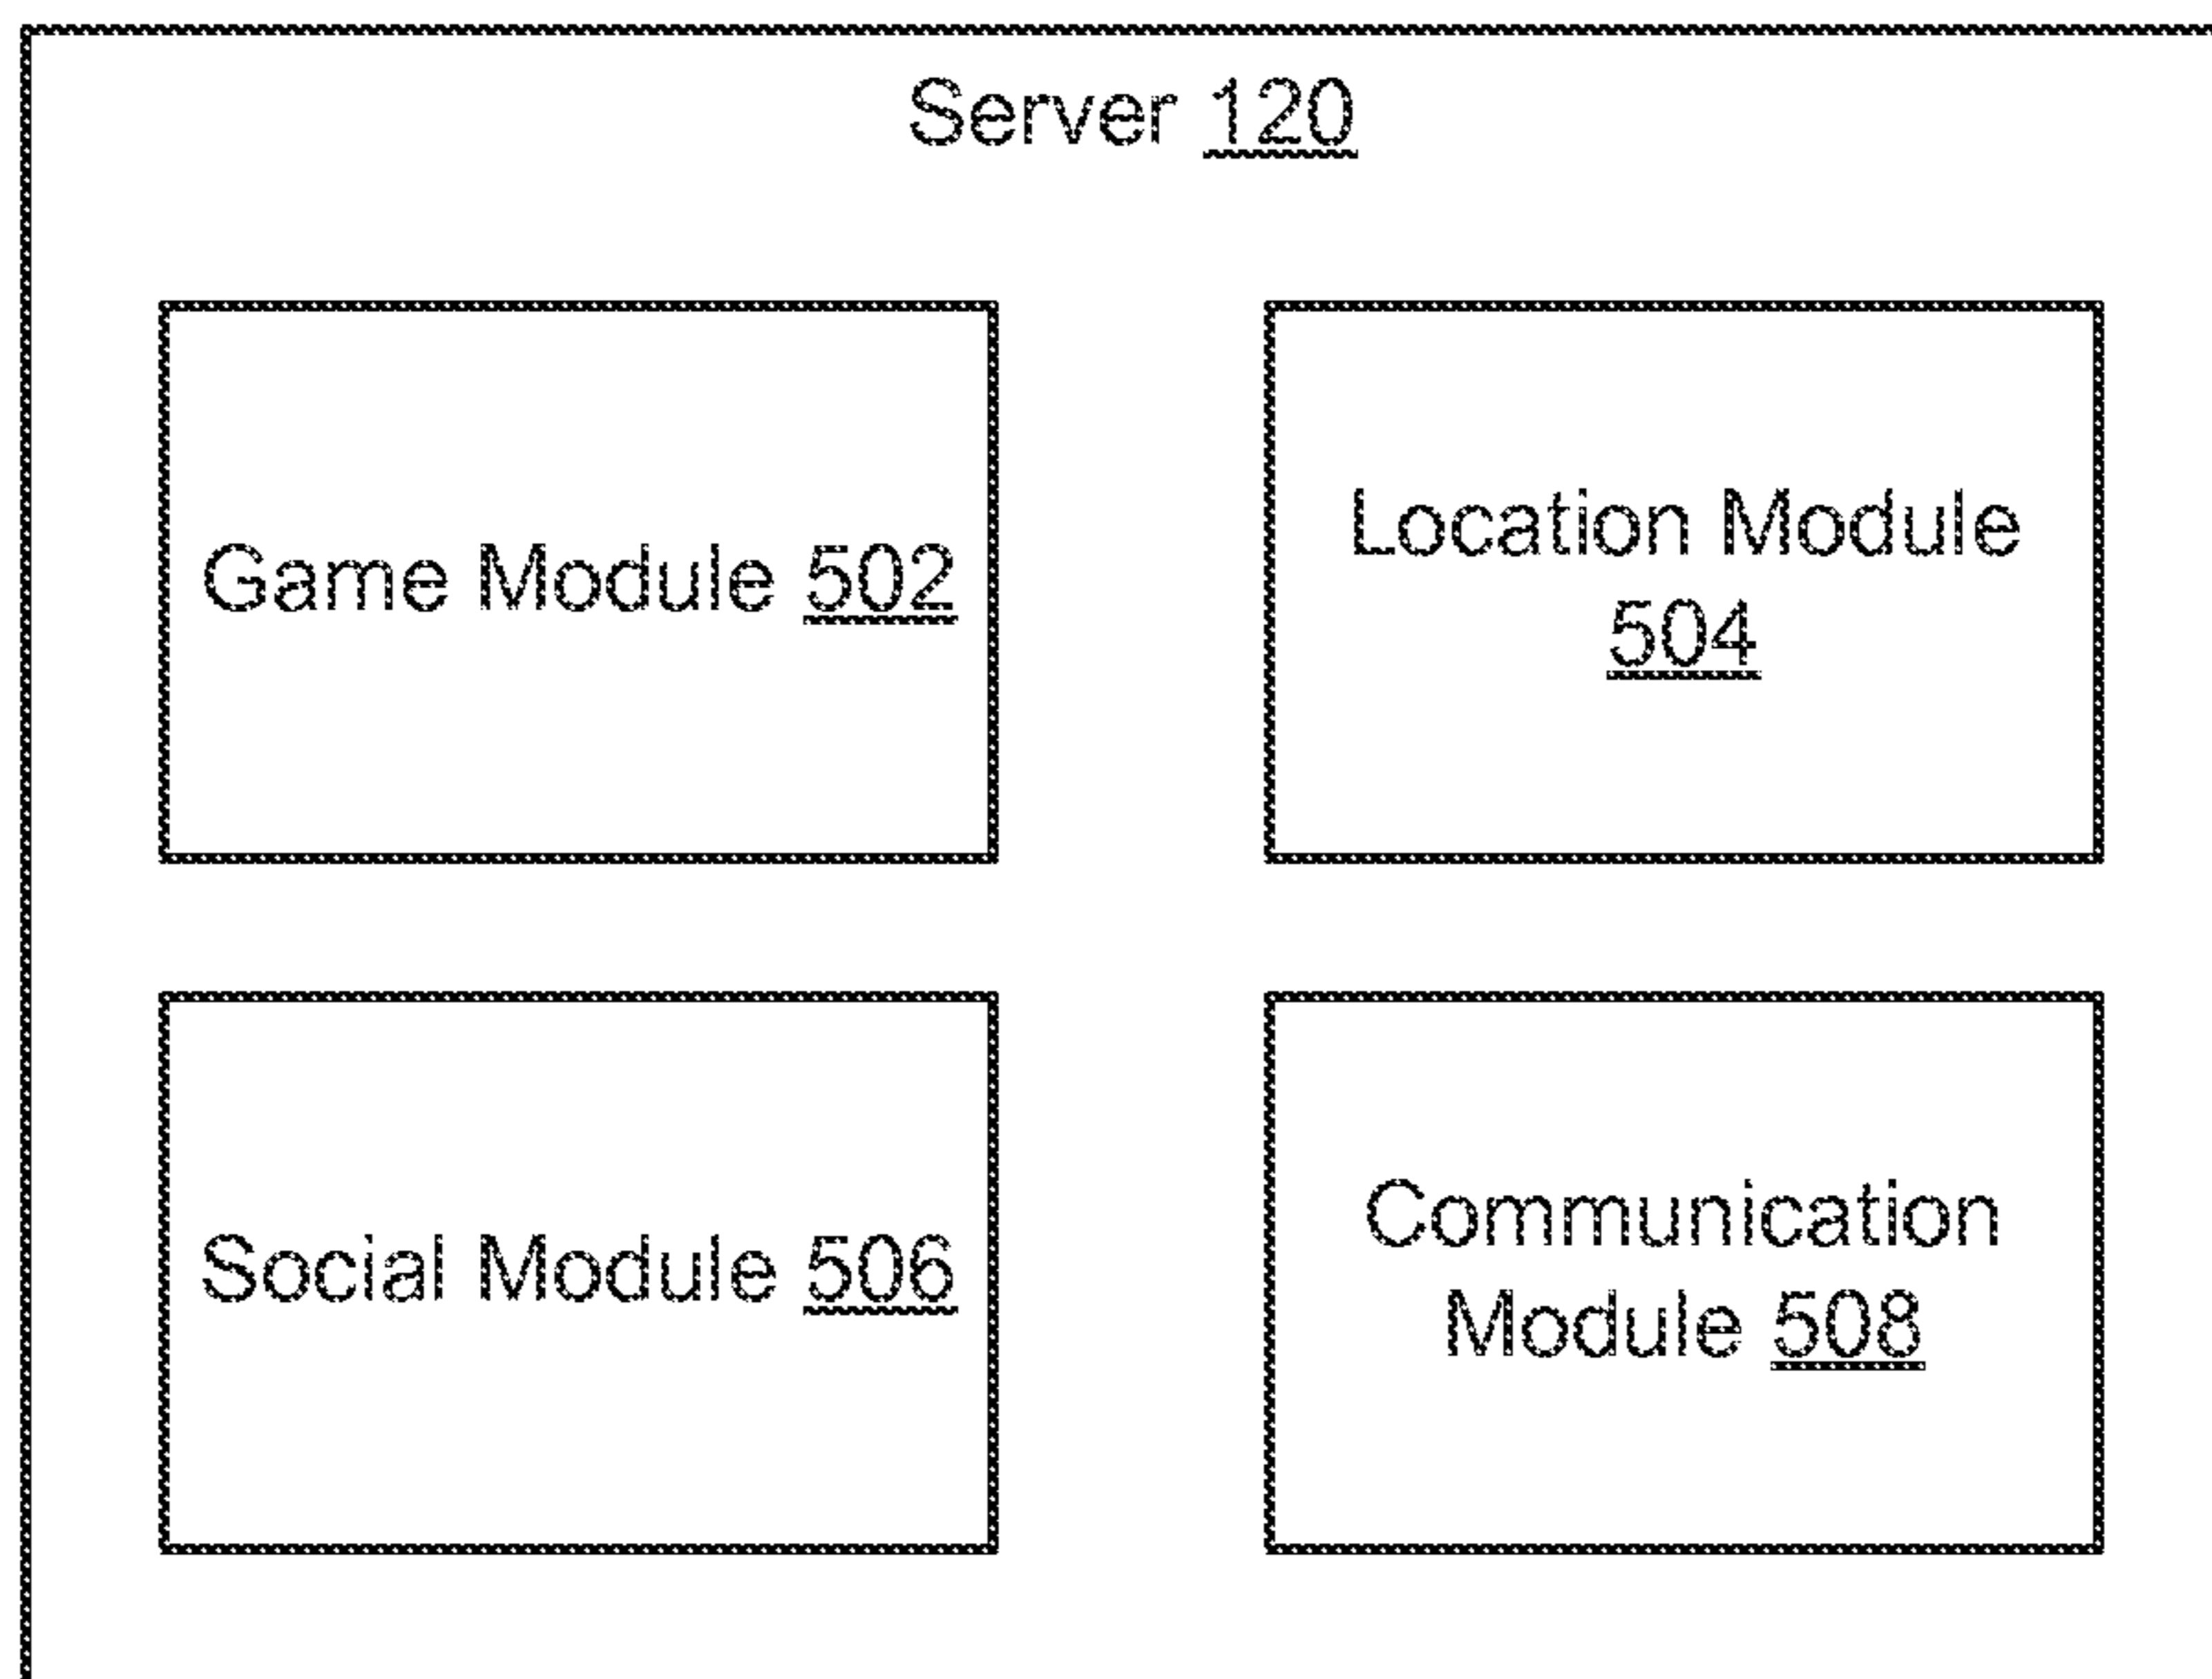 Server 120
Game Module 502
Location Module
504
Social Module 506
Communication
Module 508